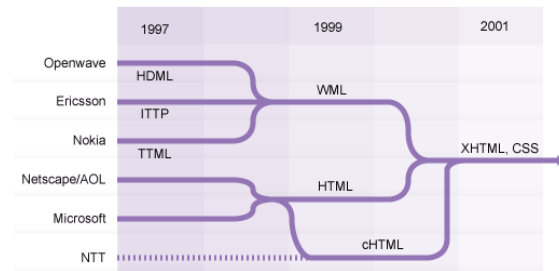 1997 1999 2001
Openwave
HDML
Ericsson WML
ITTP
Nokia
TTML XHTML, CSS
Netscape/AOL
HTML
Microsoft
cHTML
NTT